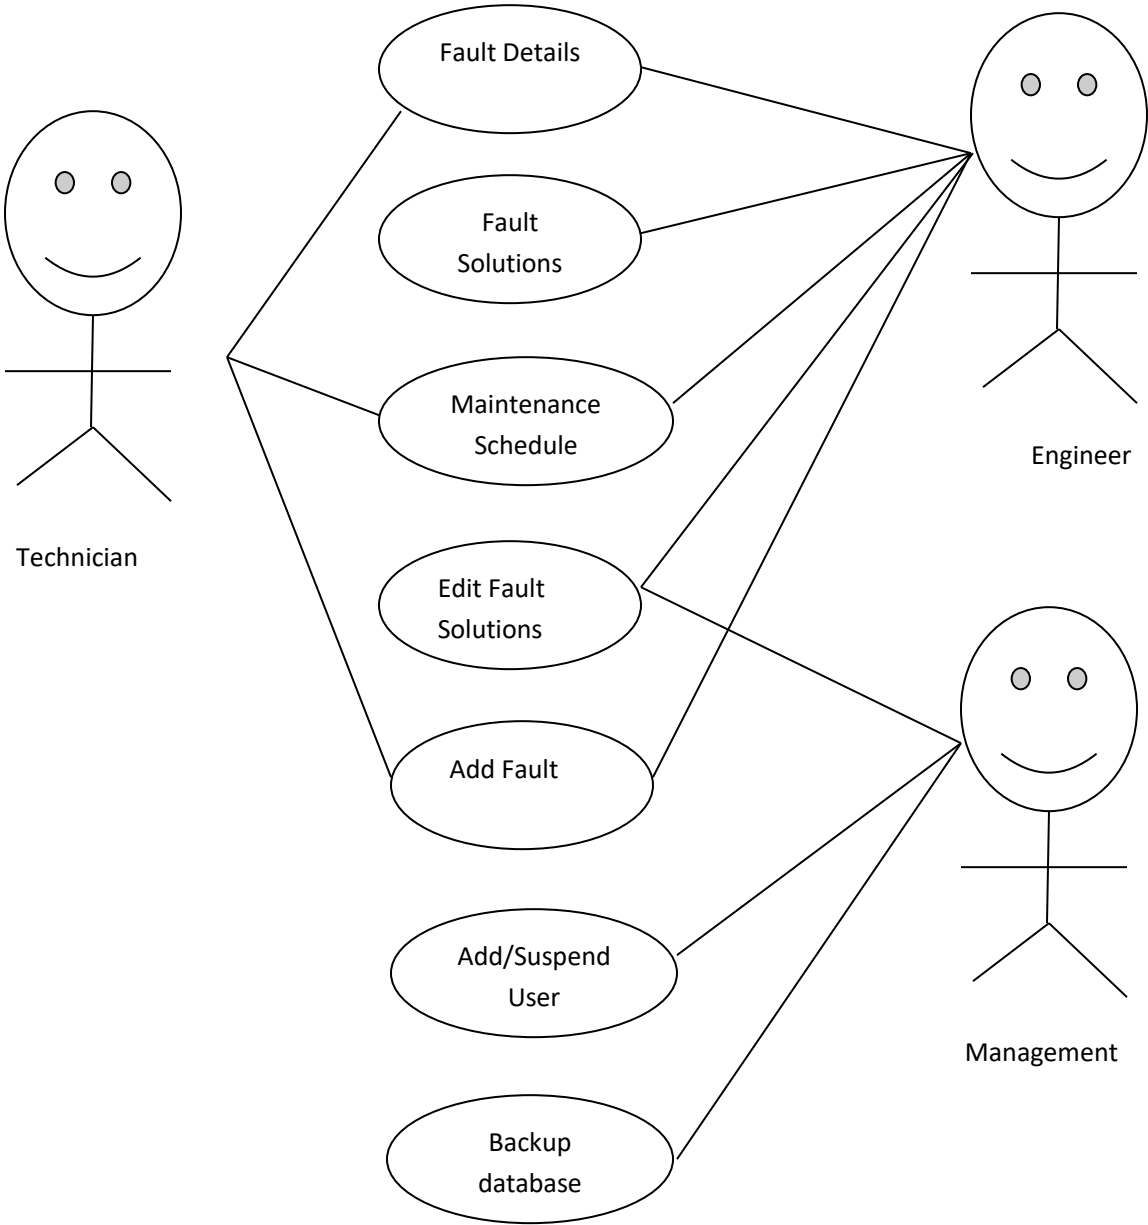 Fault Details
Fault
Solutions
Maintenance
Schedule
Engineer
Technician
Edit Fault
Solutions
Add Fault
Add/Suspend
User
Management
Backup
database